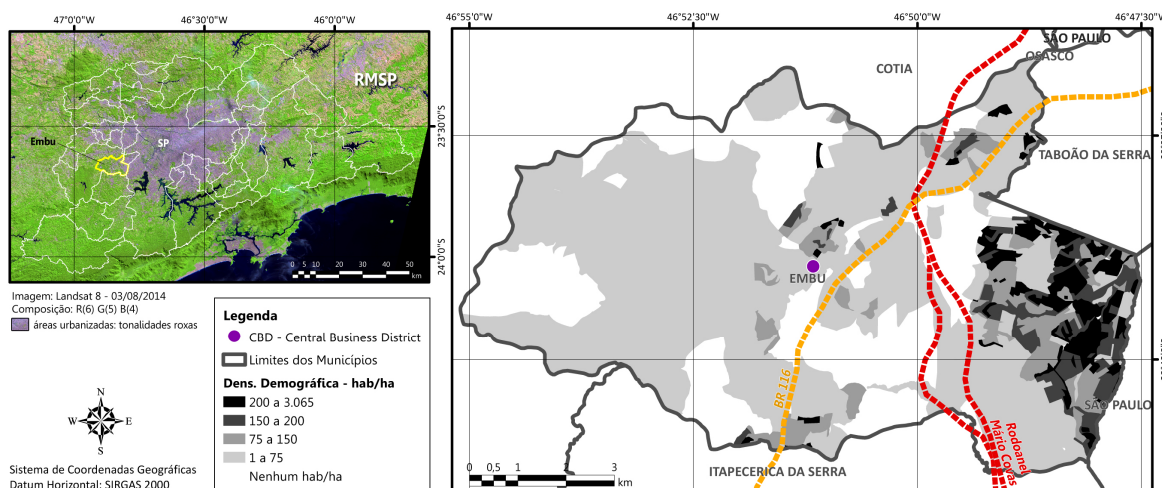 47°0'0"W
46°30'0"W
46°0'0"W
RMSP
Embu
SP
23°30'0"S
24°0'0"S
0 5 10 20 30 40 50
km
Imagem: Landsat 8 - 03/08/2014
Composição: R(6) G(5) B(4)
áreas urbanizadas: tonalidades roxas
N
W E
S
Sistema de Coordenadas Geográficas
Datum Horizontal: SIRGAS 2000
Legenda
CBD - Central Business District
Limites dos Municípios
Dens. Demográfica - hab/ha
200 a 3.065
150 a 200
75 a 150
1 a 75
Nenhum hab/ha
46°55'0"W
46°52'30"W
46°50'0"W
46°47'30"W
SÃO PAULO
OSASCO
COTIA
TABOÃO DA SERRA
EMBU
BR 116
SÃO PAULO
Rodoanel
Mário Covas
ITAPECERICA DA SERRA
0 0,5 1 2 3
km